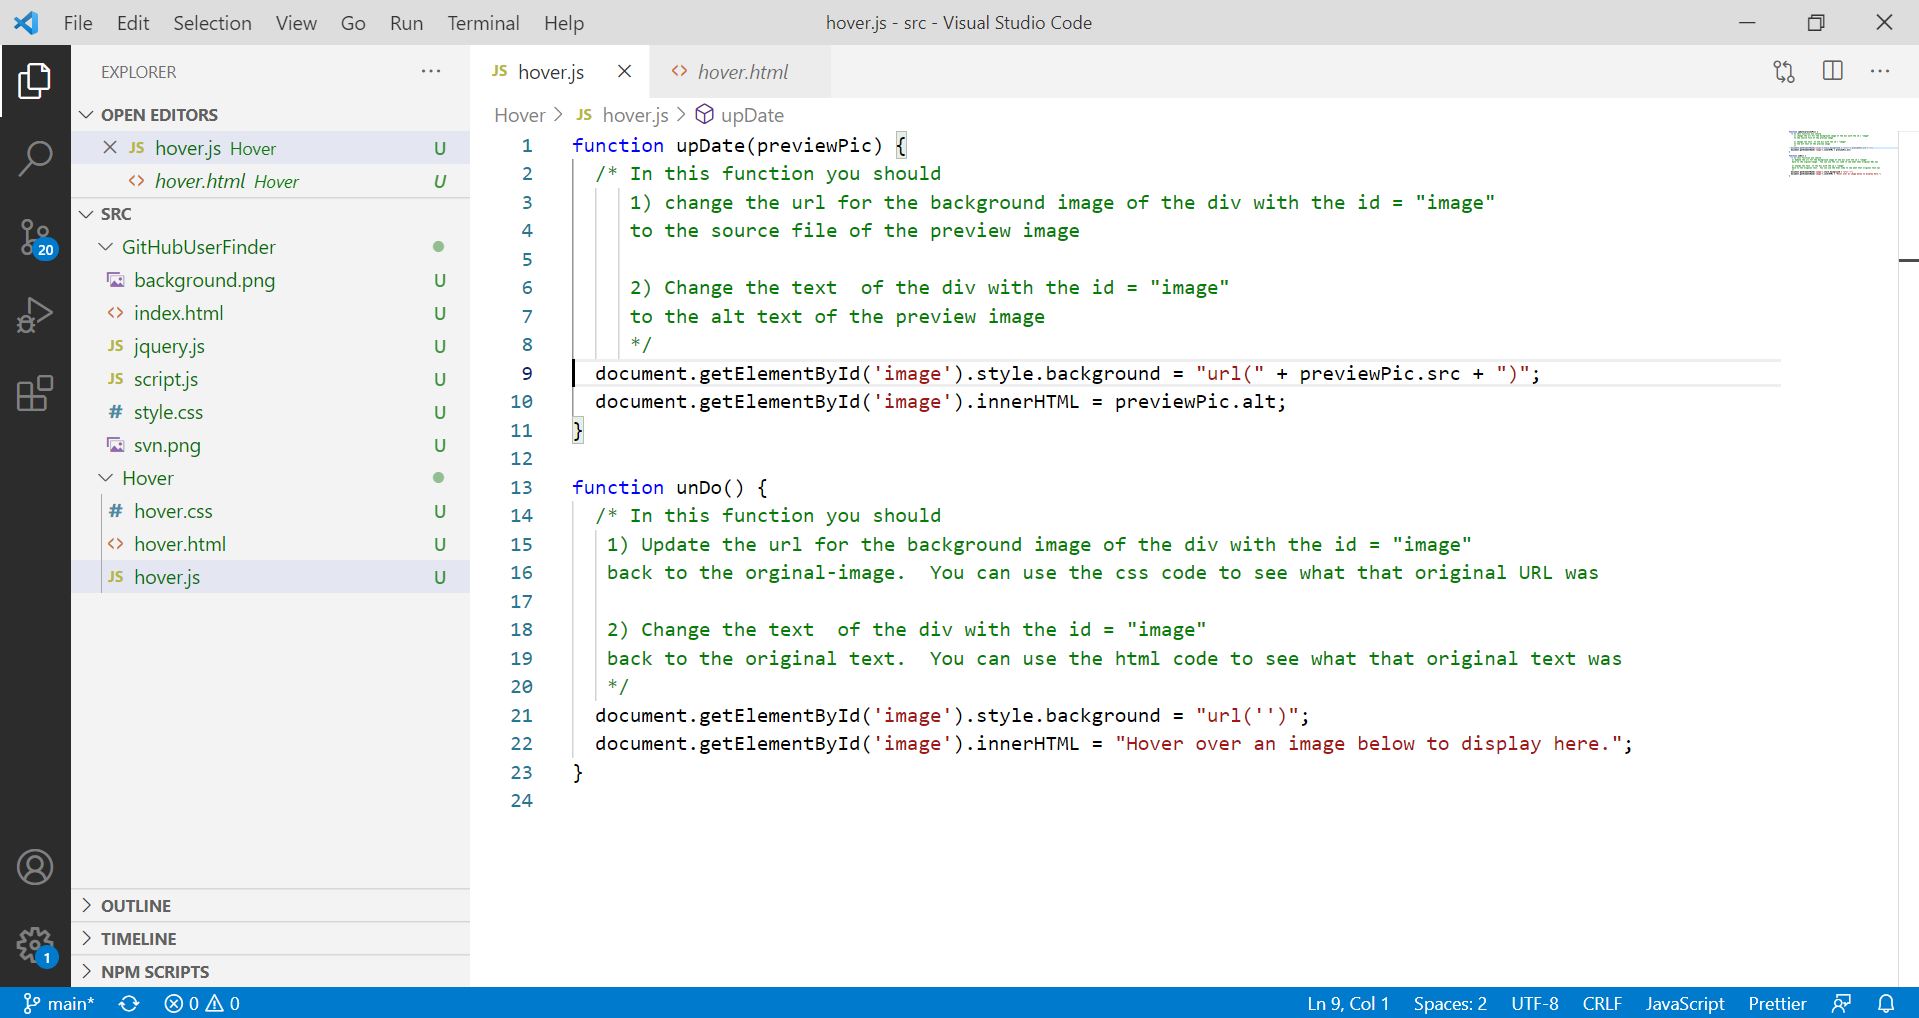 File Edit Selection View Go Run Terminal Help hover.js - src - Visual Studio Code
EXPLORER
OPEN EDITORS
JS hover.js Hover U
<> hover.html Hover U
SRC
GitHubUserFinder
background.png U
<> index.html U
JS jquery.js U
JS script.js U
# style.css U
svn.png U
Hover
# hover.css U
<> hover.html U
JS hover.js U
OUTLINE
TIMELINE
NPM SCRIPTS
20
1
JS hover.js <> hover.html
Hover > JS hover.js > upDate
1 function upDate(previewPic) {
2 /* In this function you should
3 1) change the url for the background image of the div with the id = "image"
4 to the source file of the preview image
5
6 2) Change the text  of the div with the id = "image"
7 to the alt text of the preview image
8 */
9 document.getElementById('image').style.background = "url(" + previewPic.src + ")";
10 document.getElementById('image').innerHTML = previewPic.alt;
11 }
12
13 function unDo() {
14 /* In this function you should
15 1) Update the url for the background image of the div with the id = "image"
16 back to the orginal-image.  You can use the css code to see what that original URL was
17
18 2) Change the text  of the div with the id = "image"
19 back to the original text.  You can use the html code to see what that original text was
20 */
21 document.getElementById('image').style.background = "url('')";
22 document.getElementById('image').innerHTML = "Hover over an image below to display here.";
23 }
24
main* 0 0 Ln 9, Col 1 Spaces: 2 UTF-8 CRLF JavaScript Prettier